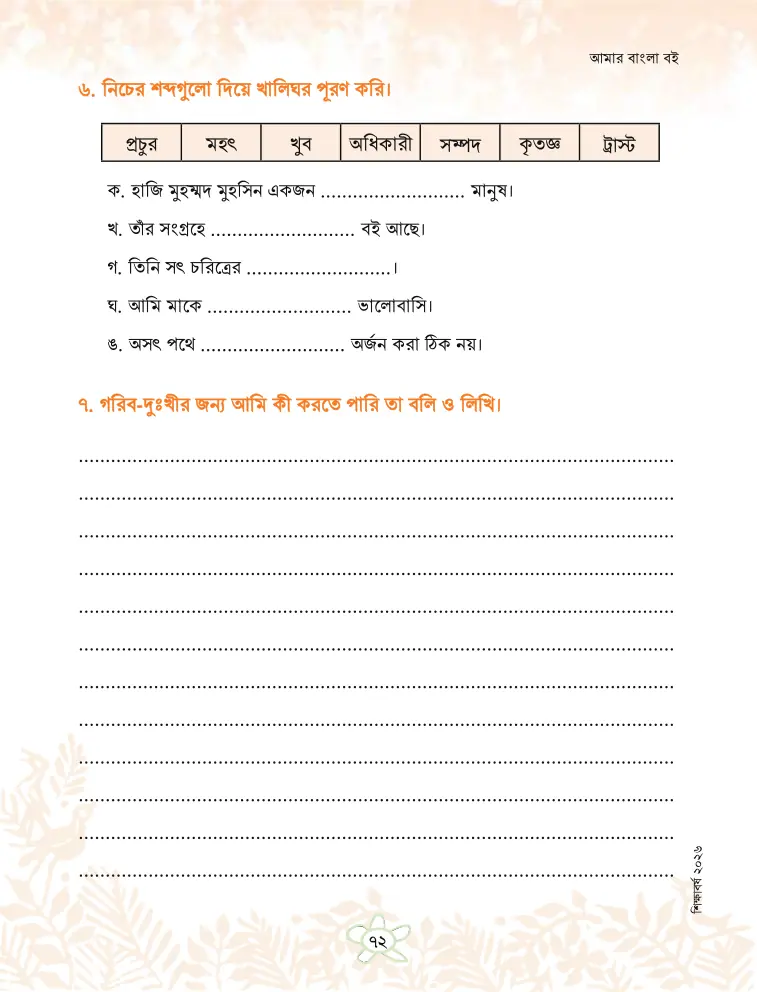 আমার বাংলা বই
৬. নিচের শব্দগুলো দিয়ে খালিঘর পূরণ করি।
প্রচুর মহৎ খুব অধিকারী সম্পদ কৃতজ্ঞ ট্রাস্ট
ক. হাজি মুহম্মদ মুহসিন একজন ........................... মানুষ।
খ. তাঁর সংগ্রহে ........................... বই আছে।
গ. তিনি সৎ চরিত্রের ...........................।
ঘ. আমি মাকে ........................... ভালোবাসি।
ঙ. অসৎ পথে ........................... অর্জন করা ঠিক নয়।
৭. গরিব-দুঃখীর জন্য আমি কী করতে পারি তা বলি ও লিখি।
শিক্ষাবর্ষ ২০২৬
৭২